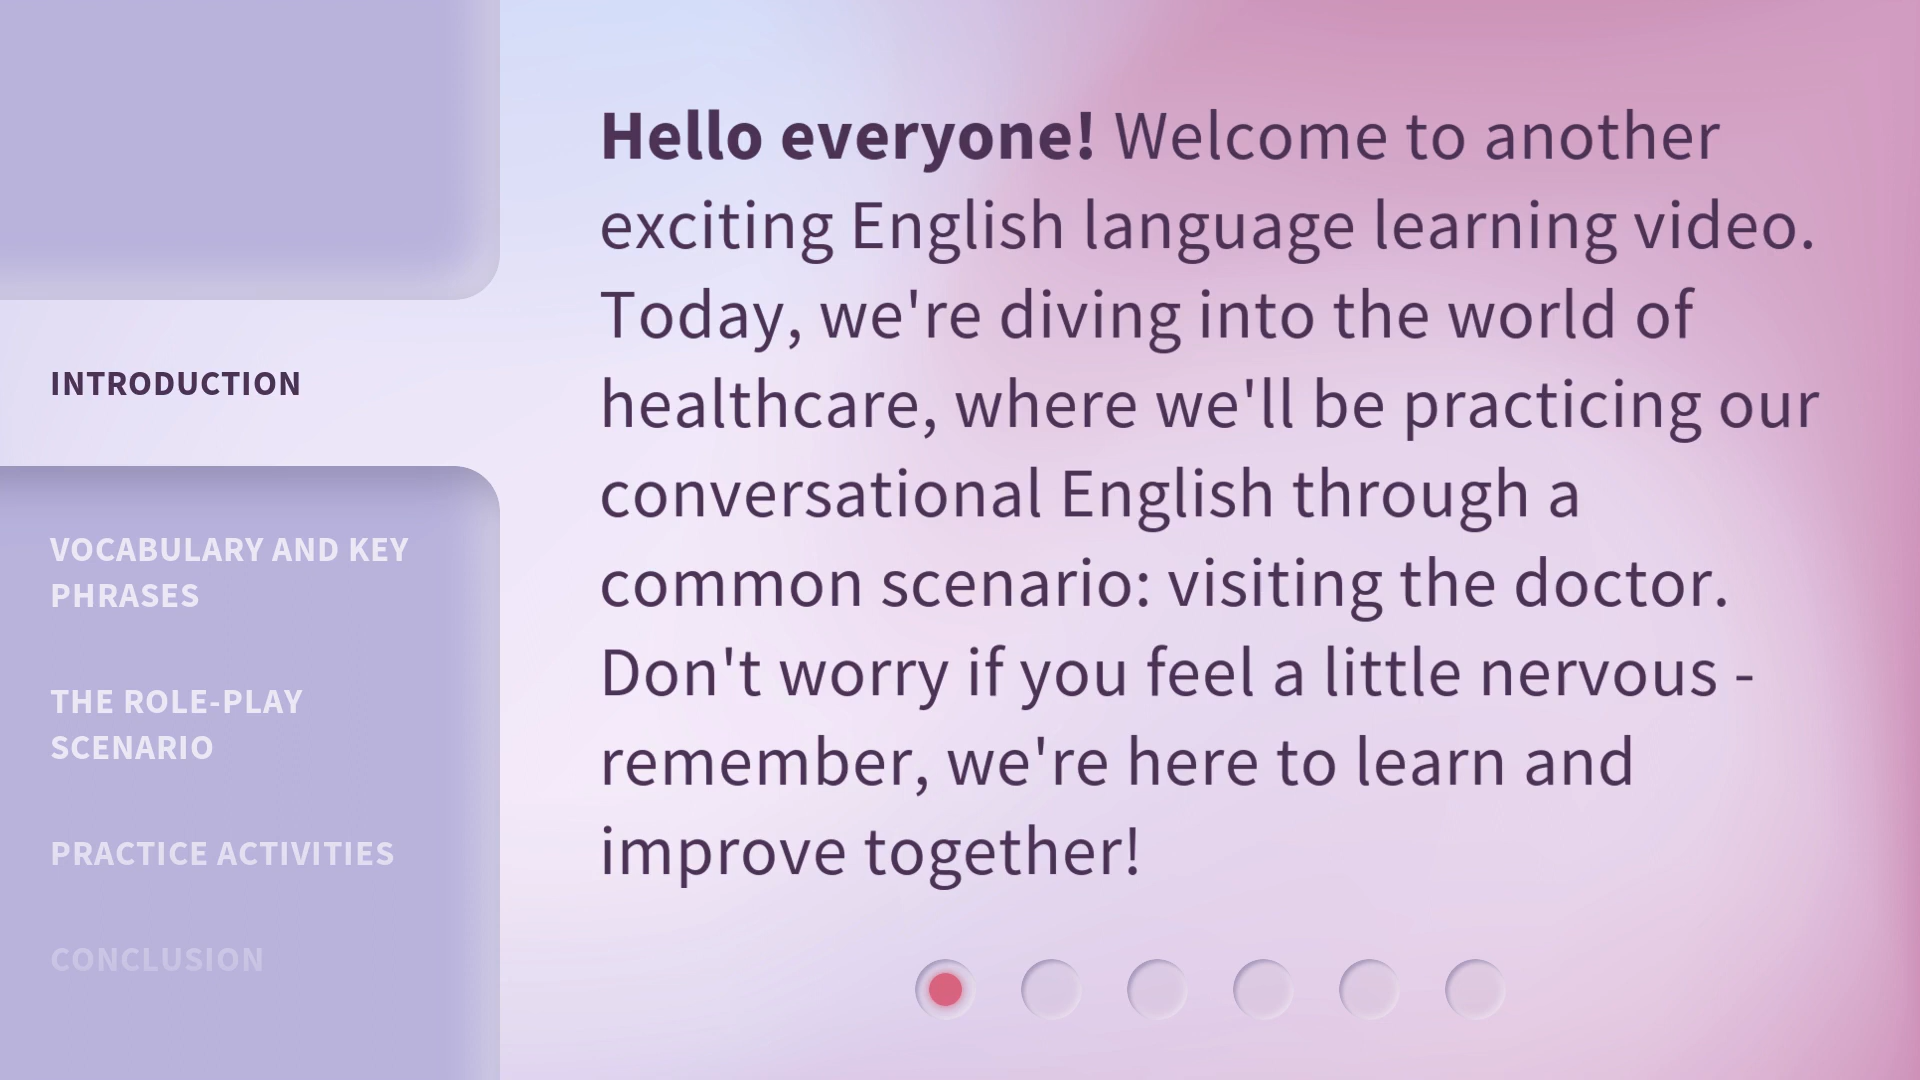 INTRODUCTION
VOCABULARY AND KEY
PHRASES
THE ROLE-PLAY
SCENARIO
PRACTICE ACTIVITIES
CONCLUSION
Hello everyone! Welcome to another
exciting English language learning video.
Today, we're diving into the world of
healthcare, where we'll be practicing our
conversational English through a
common scenario: visiting the doctor.
Don't worry if you feel a little nervous -
remember, we're here to learn and
improve together!